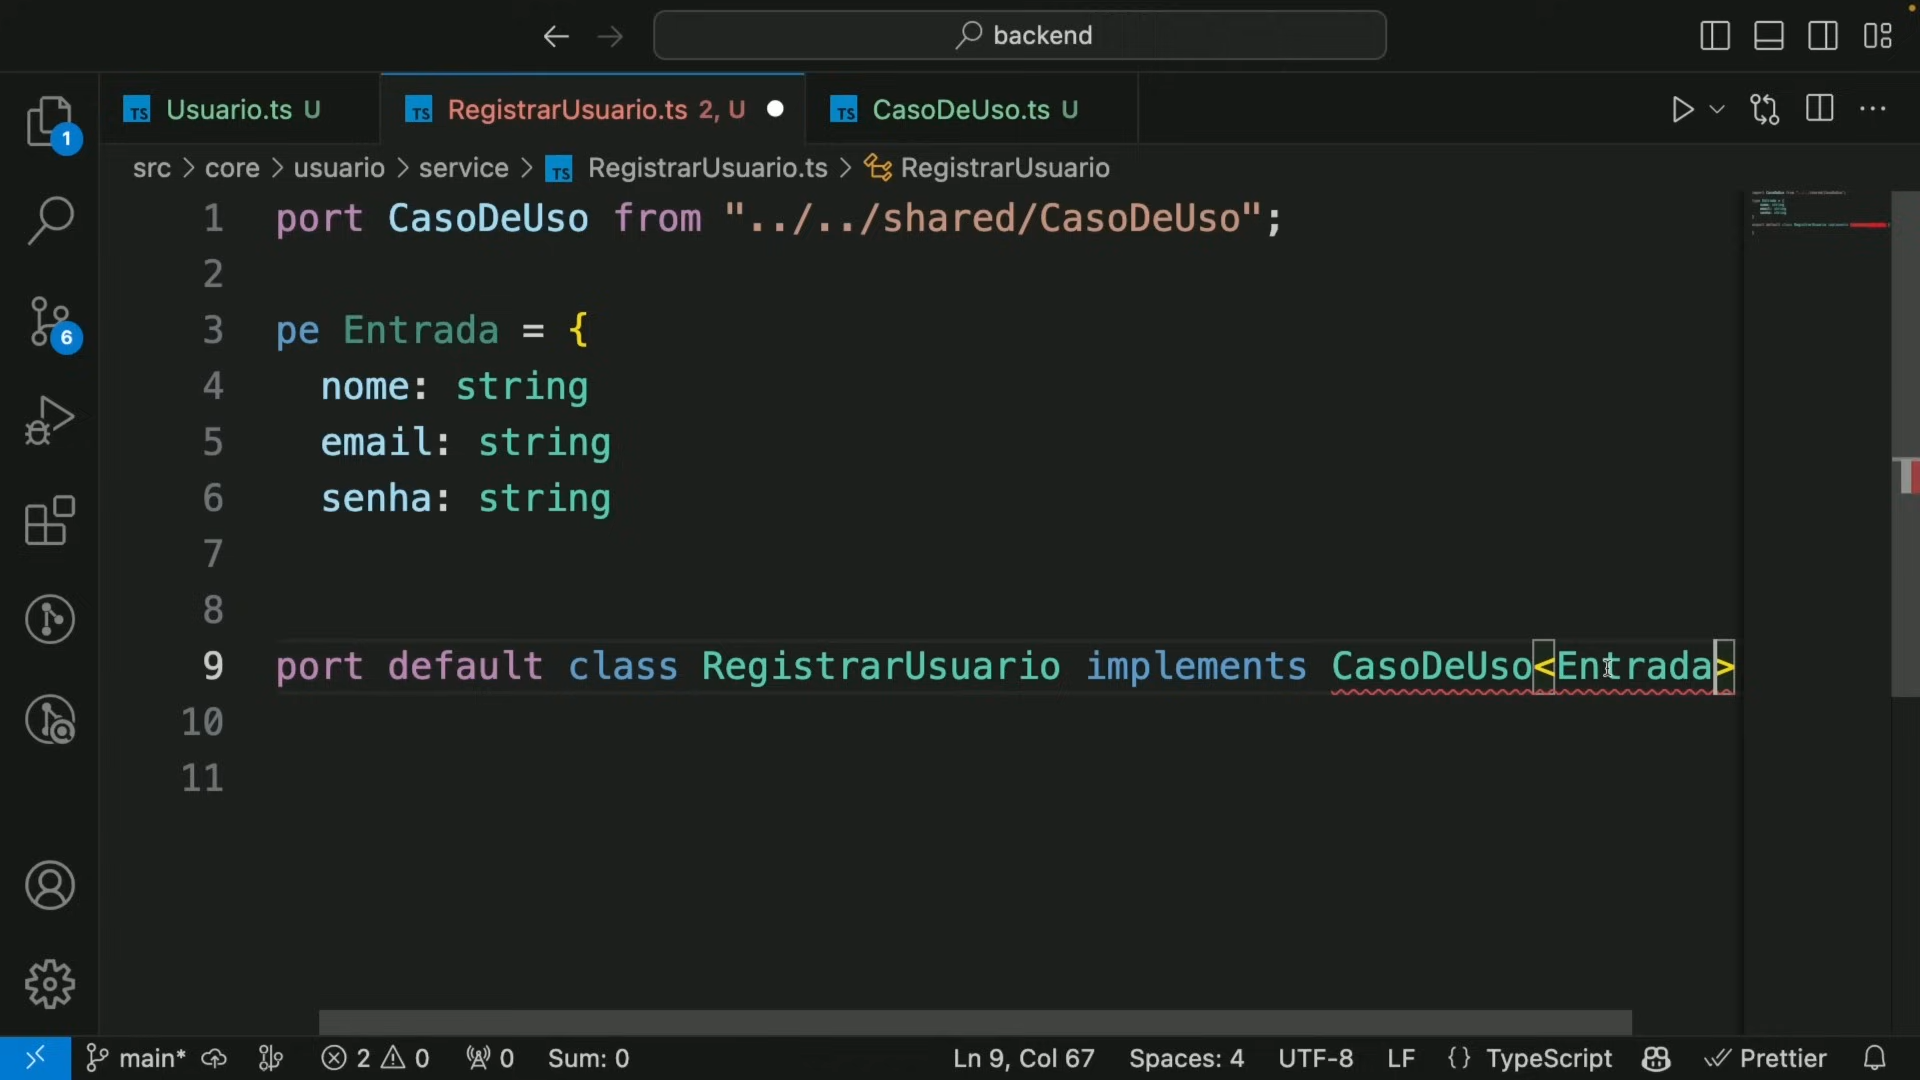 backend
Usuario.ts U
RegistrarUsuario.ts 2, U
CasoDeUso.ts U
src > core > usuario > service > TS RegistrarUsuario.ts > RegistrarUsuario
1 port CasoDeUso from "../../shared/CasoDeUso";
2
3 pe Entrada = {
4 nome: string
5 email: string
6 senha: string
7
8
9 port default class RegistrarUsuario implements CasoDeUso<Entrada>
10
11
1
6
main* 2 0 0 Sum: 0 Ln 9, Col 67 Spaces: 4 UTF-8 LF {} TypeScript Prettier